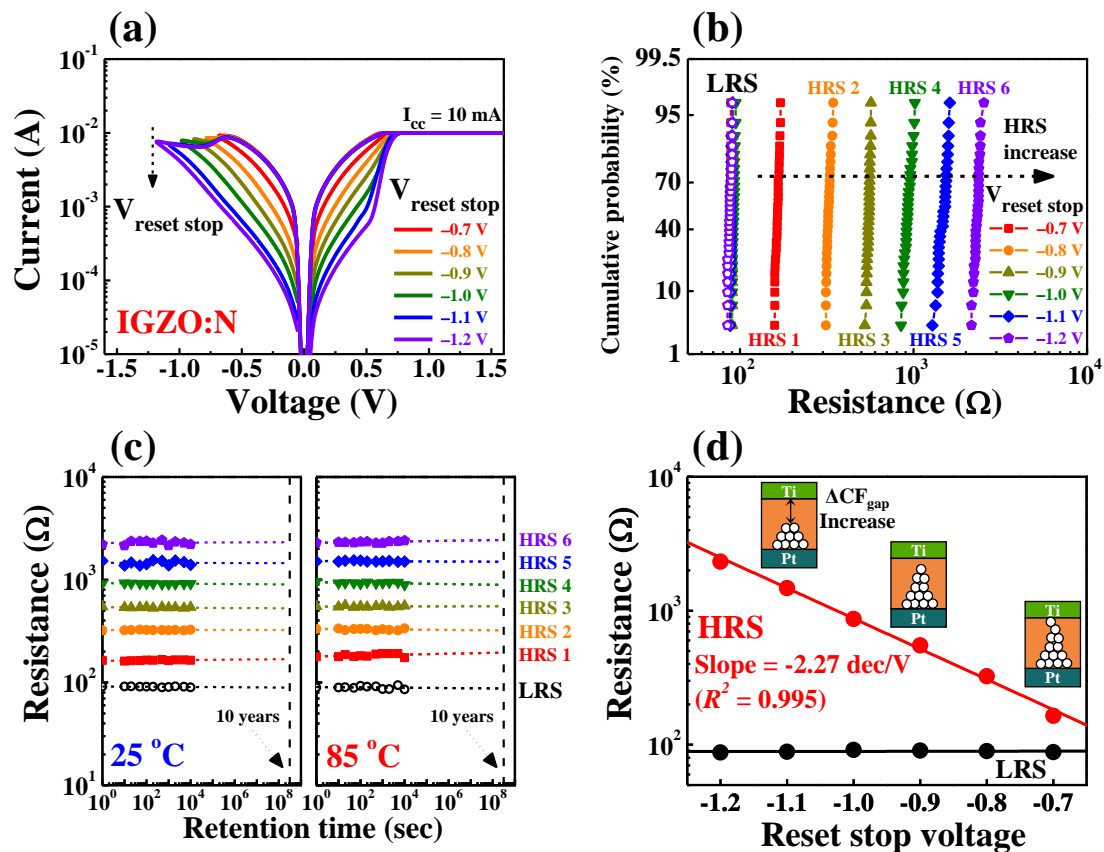 (a)
Current (A)
10^-1
10^-2
10^-3
10^-4
10^-5
I_cc = 10 mA
V_reset stop
IGZO:N
−0.7 V
−0.8 V
−0.9 V
−1.0 V
−1.1 V
−1.2 V
-1.5 -1.0 -0.5 0.0 0.5 1.0 1.5
Voltage (V)
(b)
Cumulative probability (%)
99.5
95
70
40
10
1
LRS
HRS 2
HRS 4
HRS 6
HRS
increase
V_reset stop
−0.7 V
−0.8 V
−0.9 V
−1.0 V
−1.1 V
−1.2 V
HRS 1
HRS 3
HRS 5
10^2 10^3 10^4
Resistance (Ω)
(c)
Resistance (Ω)
10^4
10^3
10^2
10^1
HRS 6
HRS 5
HRS 4
HRS 3
HRS 2
HRS 1
LRS
10 years
10 years
25 °C
85 °C
10^0 10^2 10^4 10^6 10^8 10^0 10^2 10^4 10^6 10^8
Retention time (sec)
(d)
Resistance (Ω)
10^4
10^3
10^2
Ti
ΔCF_gap
Increase
Pt
Ti
Pt
Ti
Pt
HRS
Slope = -2.27 dec/V
(R^2 = 0.995)
LRS
-1.2 -1.1 -1.0 -0.9 -0.8 -0.7
Reset stop voltage